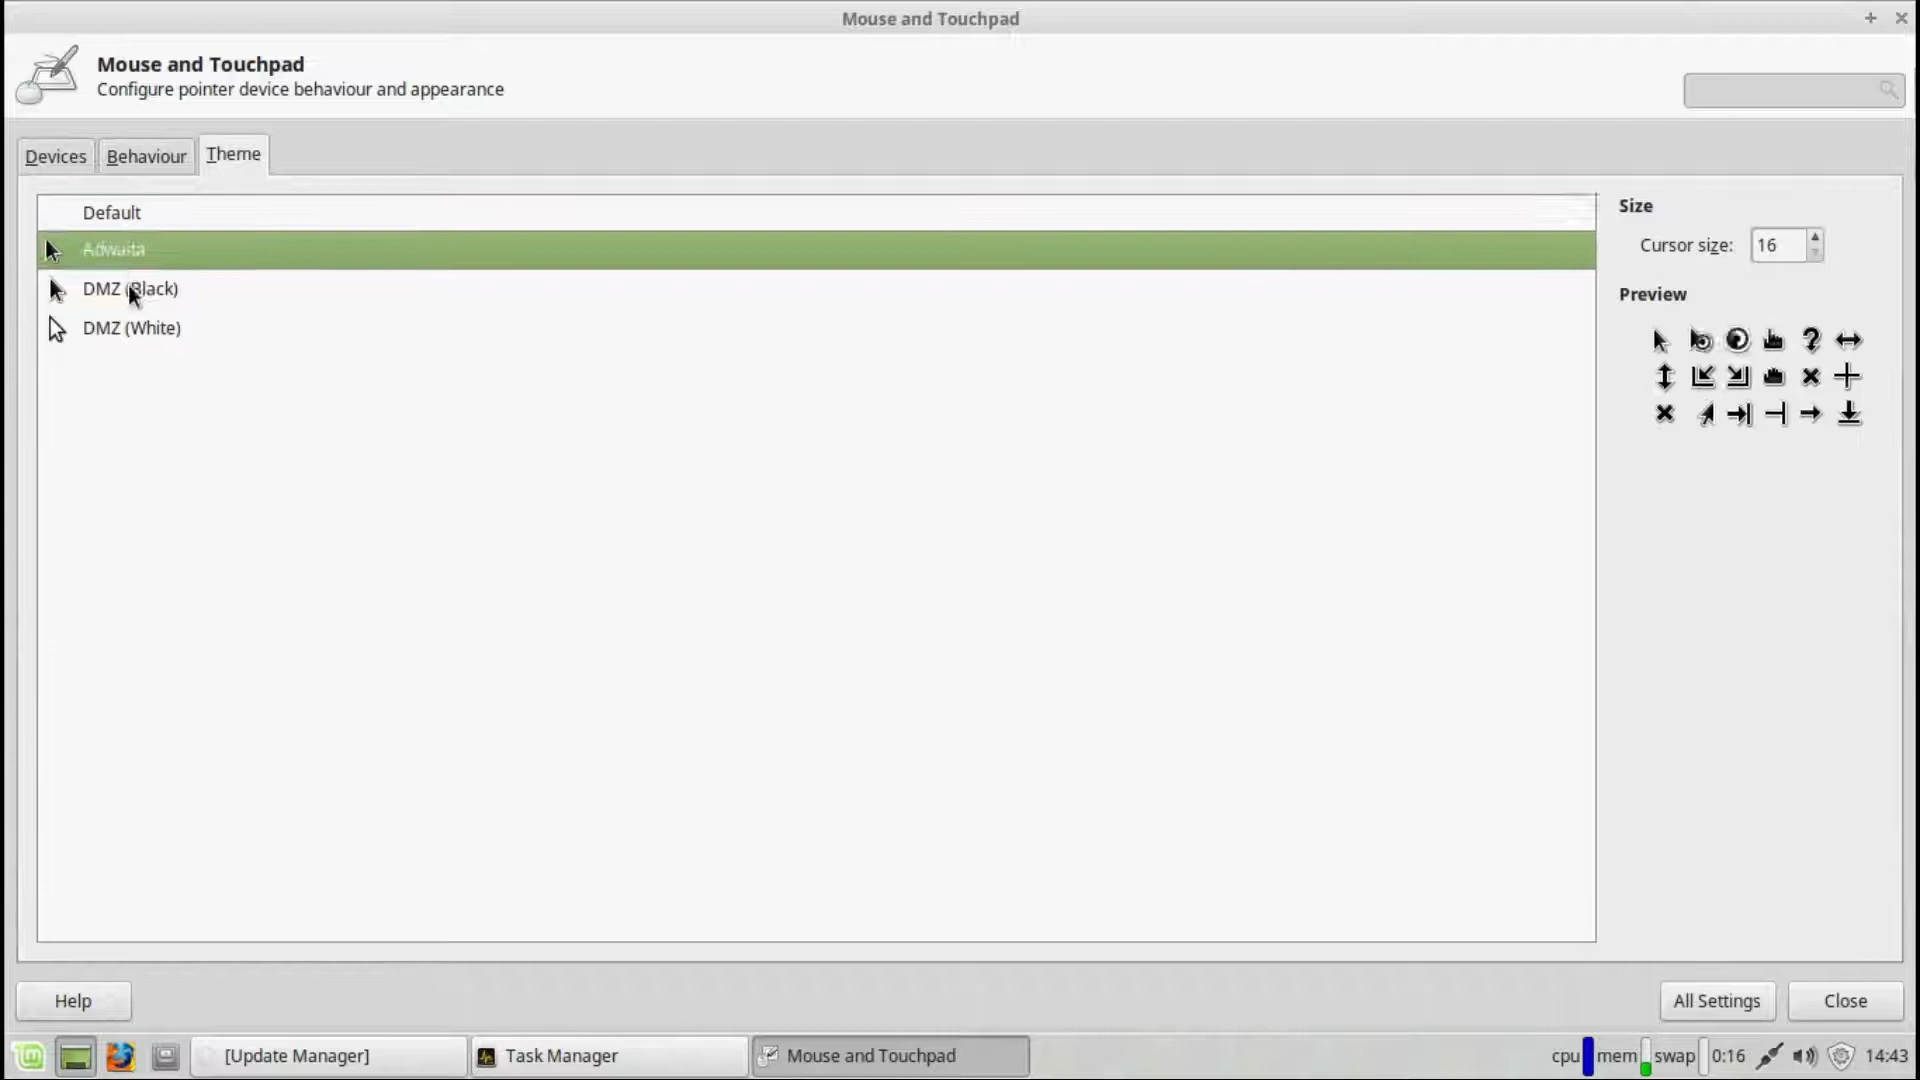 Mouse and Touchpad
Mouse and Touchpad
Configure pointer device behaviour and appearance
Devices
Behaviour
Theme
Default
Adwaita
DMZ (Black)
DMZ (White)
Size
Cursor size: 16
Preview
Help
All Settings
Close
[Update Manager]
Task Manager
Mouse and Touchpad
cpu
mem
swap
0:16
14:43